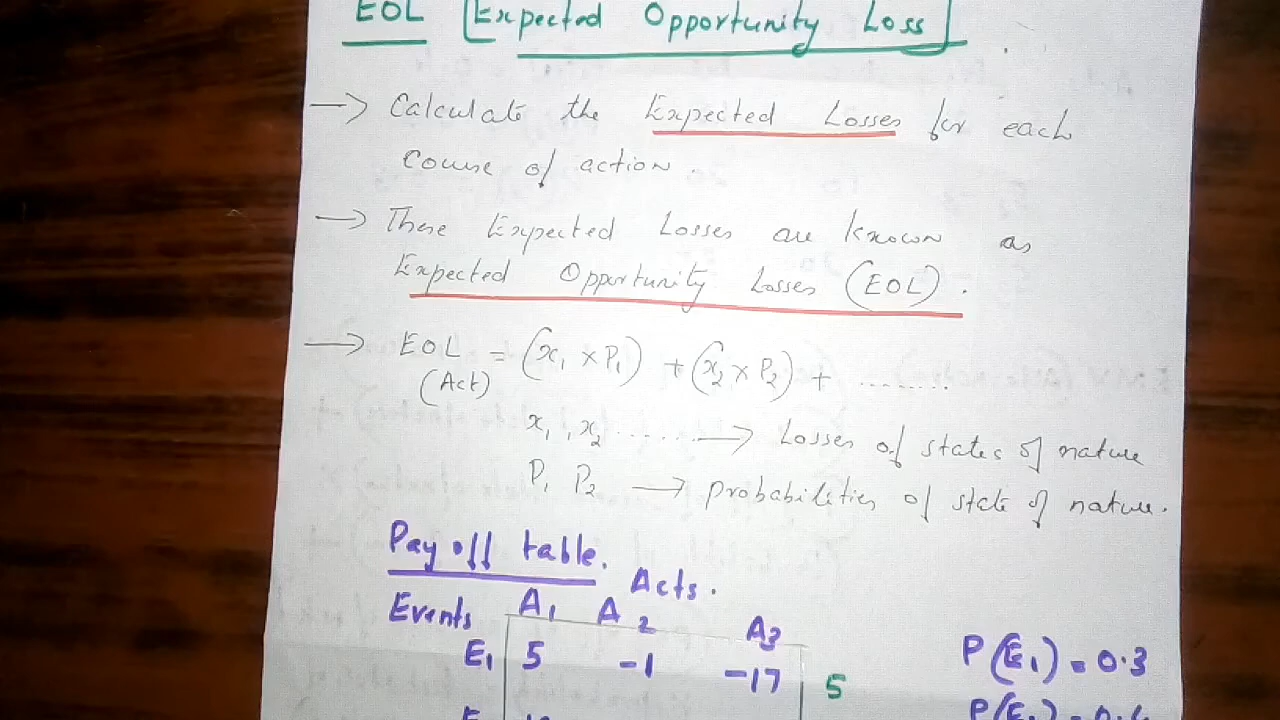 EOL [Expected Opportunity Loss]
→ Calculate the Expected Losses for each
Course of action.
→ These Expected Losses are known as
Expected Opportunity Losses (EOL).
→ EOL = (x₁ × P₁) + (x₂ × P₂) + ........
(Act)
x₁, x₂ ........ → Losses of states of nature
P₁ P₂ → probabilities of state of nature.
Pay off table.
Acts.
Events A₁ A₂ A₃
E₁ 5 -1 -17 5
P(E₁) = 0.3